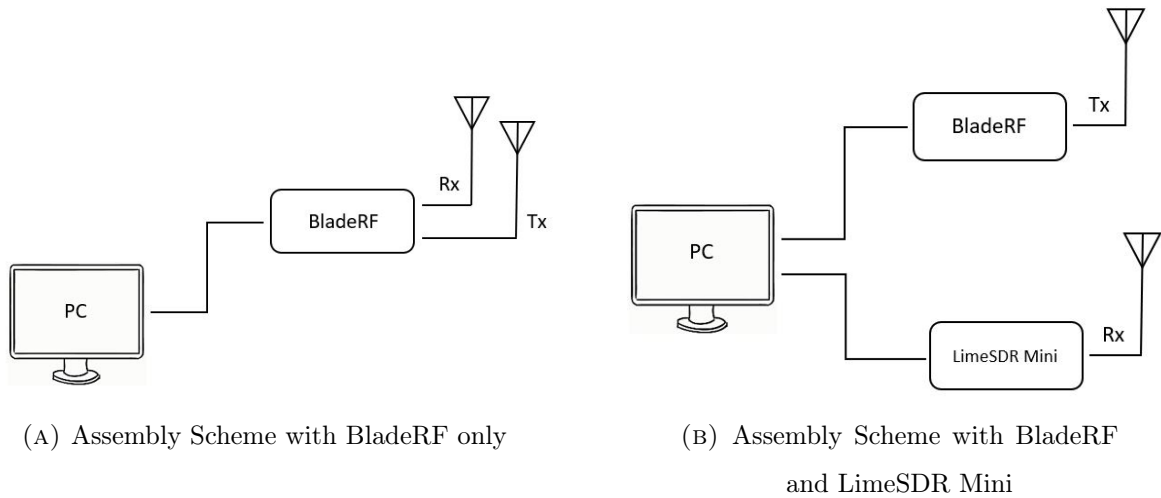 Rx
BladeRF
Tx
PC
(A) Assembly Scheme with BladeRF only
Tx
BladeRF
PC
Rx
LimeSDR Mini
(B) Assembly Scheme with BladeRF
and LimeSDR Mini